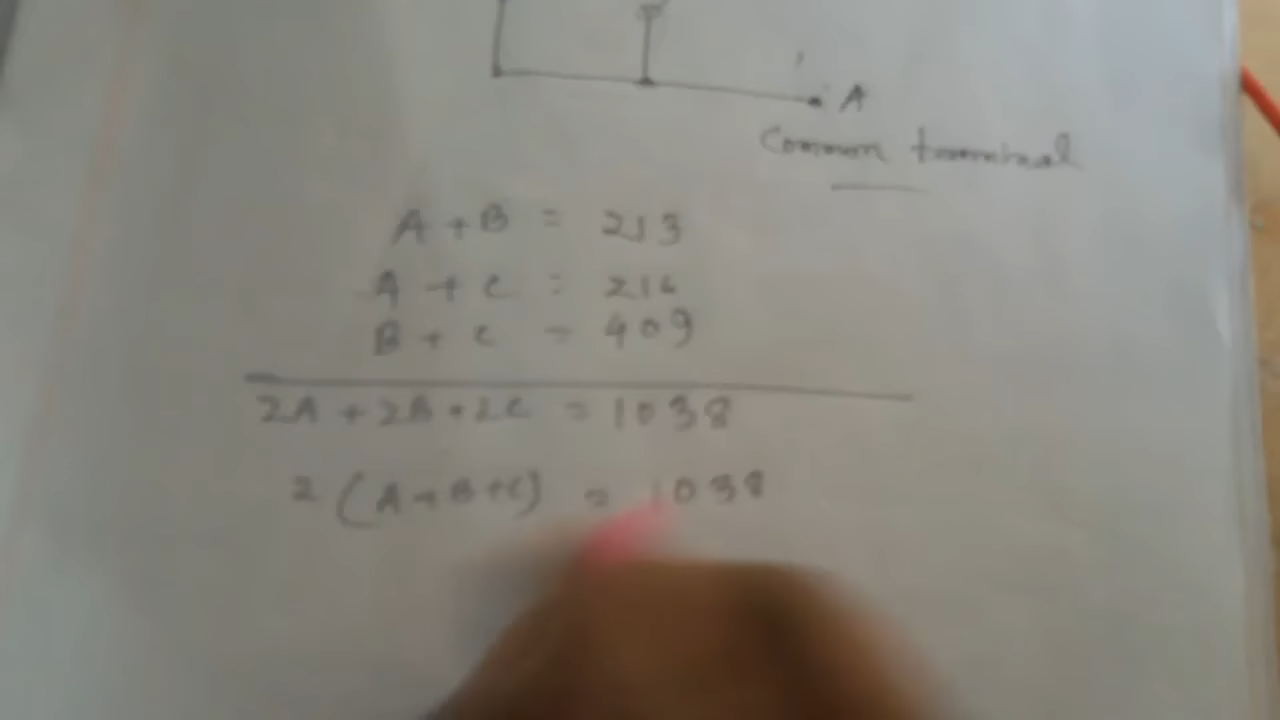 A
Common terminal
A + B = 213
A + C = 216
B + C = 409
2A + 2B + 2C = 1038
2 (A+B+C) = 1038